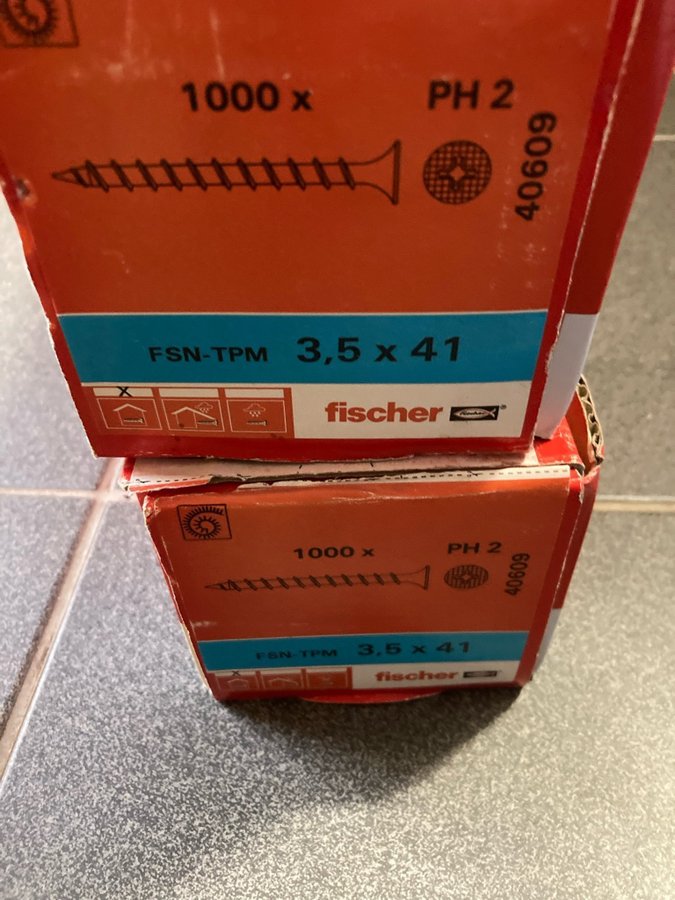 1000 x
PH 2
40609
FSN-TPM 3,5 x 41
X
fischer
1000 x
PH 2
40609
FSN-TPM 3,5 x 41
X
fischer